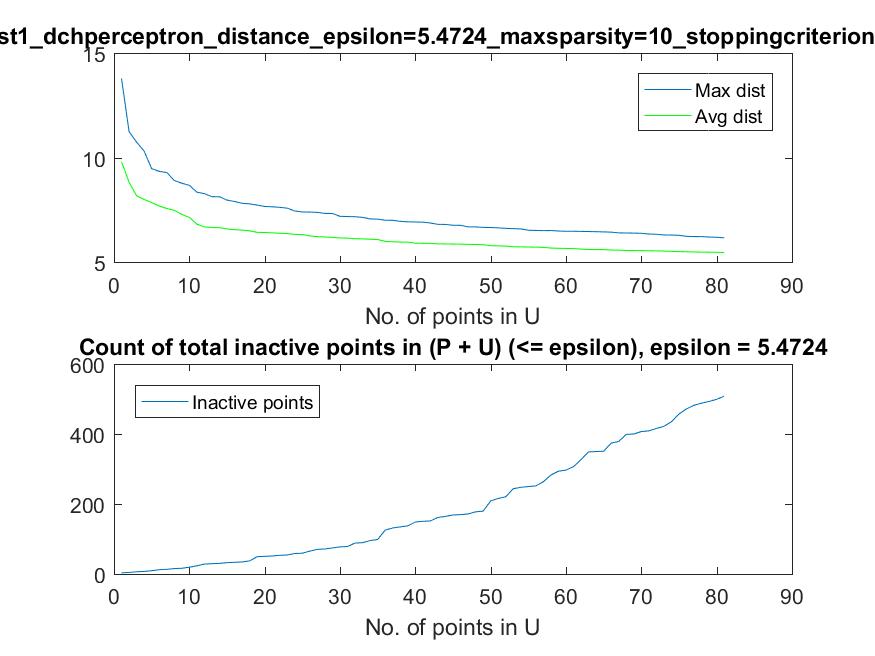 st1_dchperceptron_distance_epsilon=5.4724_maxsparsity=10_stoppingcriterion
15
10
5
Max dist
Avg dist
0 10 20 30 40 50 60 70 80 90
No. of points in U
Count of total inactive points in (P + U) (<= epsilon), epsilon = 5.4724
600
400
200
0
Inactive points
0 10 20 30 40 50 60 70 80 90
No. of points in U